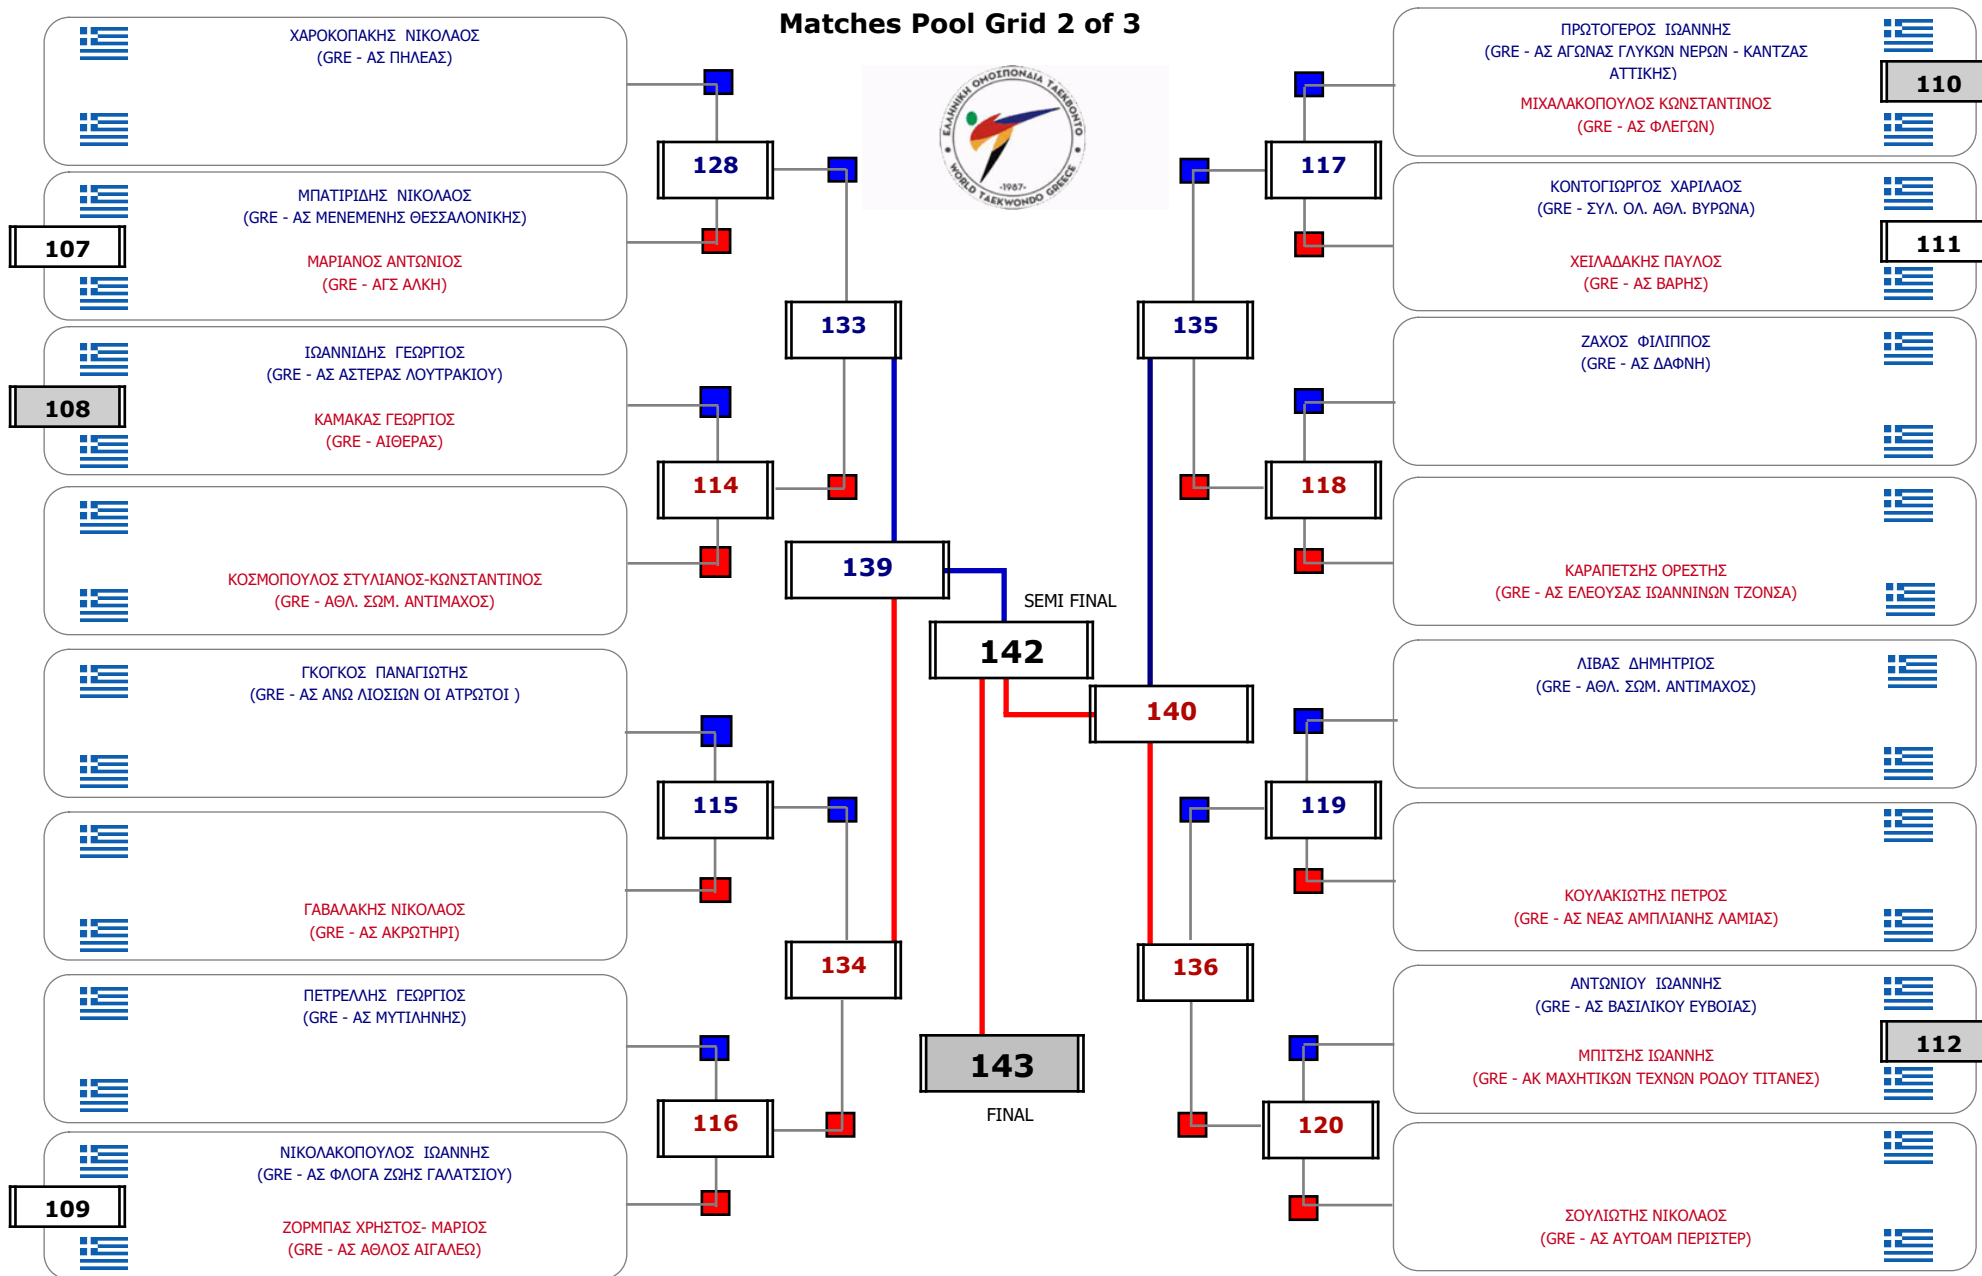 Matches Pool Grid 2 of 3
ΕΛΛΗΝΙΚΗ ΟΜΟΣΠΟΝΔΙΑ ΤΑΕΚΒΟΝΤΟ
-1987-
WORLD TAEKWONDO GREECE
ΧΑΡΟΚΟΠΑΚΗΣ ΝΙΚΟΛΑΟΣ
(GRE - ΑΣ ΠΗΛΕΑΣ)
128
107
ΜΠΑΤΙΡΙΔΗΣ ΝΙΚΟΛΑΟΣ
(GRE - ΑΣ ΜΕΝΕΜΕΝΗΣ ΘΕΣΣΑΛΟΝΙΚΗΣ)
ΜΑΡΙΑΝΟΣ ΑΝΤΩΝΙΟΣ
(GRE - ΑΓΣ ΑΛΚΗ)
133
108
ΙΩΑΝΝΙΔΗΣ ΓΕΩΡΓΙΟΣ
(GRE - ΑΣ ΑΣΤΕΡΑΣ ΛΟΥΤΡΑΚΙΟΥ)
ΚΑΜΑΚΑΣ ΓΕΩΡΓΙΟΣ
(GRE - ΑΙΘΕΡΑΣ)
114
ΚΟΣΜΟΠΟΥΛΟΣ ΣΤΥΛΙΑΝΟΣ-ΚΩΝΣΤΑΝΤΙΝΟΣ
(GRE - ΑΘΛ. ΣΩΜ. ΑΝΤΙΜΑΧΟΣ)
139
ΓΚΟΓΚΟΣ ΠΑΝΑΓΙΩΤΗΣ
(GRE - ΑΣ ΑΝΩ ΛΙΟΣΙΩΝ ΟΙ ΑΤΡΩΤΟΙ )
115
ΓΑΒΑΛΑΚΗΣ ΝΙΚΟΛΑΟΣ
(GRE - ΑΣ ΑΚΡΩΤΗΡΙ)
134
ΠΕΤΡΕΛΛΗΣ ΓΕΩΡΓΙΟΣ
(GRE - ΑΣ ΜΥΤΙΛΗΝΗΣ)
116
109
ΝΙΚΟΛΑΚΟΠΟΥΛΟΣ ΙΩΑΝΝΗΣ
(GRE - ΑΣ ΦΛΟΓΑ ΖΩΗΣ ΓΑΛΑΤΣΙΟΥ)
ΖΟΡΜΠΑΣ ΧΡΗΣΤΟΣ- ΜΑΡΙΟΣ
(GRE - ΑΣ ΑΘΛΟΣ ΑΙΓΑΛΕΩ)
SEMI FINAL
142
143
FINAL
ΠΡΩΤΟΓΕΡΟΣ ΙΩΑΝΝΗΣ
(GRE - ΑΣ ΑΓΩΝΑΣ ΓΛΥΚΩΝ ΝΕΡΩΝ - ΚΑΝΤΖΑΣ
ΑΤΤΙΚΗΣ)
110
ΜΙΧΑΛΑΚΟΠΟΥΛΟΣ ΚΩΝΣΤΑΝΤΙΝΟΣ
(GRE - ΑΣ ΦΛΕΓΩΝ)
117
ΚΟΝΤΟΓΙΩΡΓΟΣ ΧΑΡΙΛΑΟΣ
(GRE - ΣΥΛ. ΟΛ. ΑΘΛ. ΒΥΡΩΝΑ)
111
ΧΕΙΛΑΔΑΚΗΣ ΠΑΥΛΟΣ
(GRE - ΑΣ ΒΑΡΗΣ)
135
ΖΑΧΟΣ ΦΙΛΙΠΠΟΣ
(GRE - ΑΣ ΔΑΦΝΗ)
118
ΚΑΡΑΠΕΤΣΗΣ ΟΡΕΣΤΗΣ
(GRE - ΑΣ ΕΛΕΟΥΣΑΣ ΙΩΑΝΝΙΝΩΝ ΤΖΟΝΣΑ)
140
ΛΙΒΑΣ ΔΗΜΗΤΡΙΟΣ
(GRE - ΑΘΛ. ΣΩΜ. ΑΝΤΙΜΑΧΟΣ)
119
ΚΟΥΛΑΚΙΩΤΗΣ ΠΕΤΡΟΣ
(GRE - ΑΣ ΝΕΑΣ ΑΜΠΛΙΑΝΗΣ ΛΑΜΙΑΣ)
136
ΑΝΤΩΝΙΟΥ ΙΩΑΝΝΗΣ
(GRE - ΑΣ ΒΑΣΙΛΙΚΟΥ ΕΥΒΟΙΑΣ)
112
ΜΠΙΤΣΗΣ ΙΩΑΝΝΗΣ
(GRE - ΑΚ ΜΑΧΗΤΙΚΩΝ ΤΕΧΝΩΝ ΡΟΔΟΥ ΤΙΤΑΝΕΣ)
120
ΣΟΥΛΙΩΤΗΣ ΝΙΚΟΛΑΟΣ
(GRE - ΑΣ ΑΥΤΟΑΜ ΠΕΡΙΣΤΕΡ)